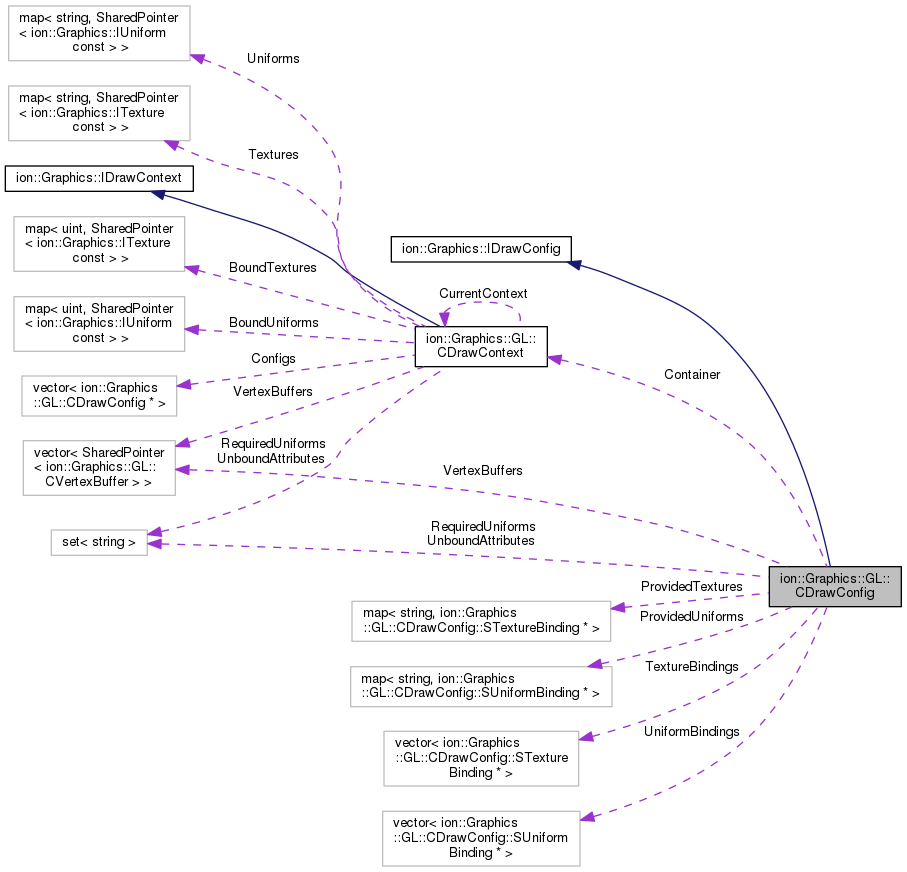 map< string, SharedPointer
< ion::Graphics::IUniform
const > >
Uniforms
map< string, SharedPointer
< ion::Graphics::ITexture
const > >
Textures
ion::Graphics::IDrawContext
map< uint, SharedPointer
< ion::Graphics::ITexture
const > >
BoundTextures
ion::Graphics::IDrawConfig
map< uint, SharedPointer
< ion::Graphics::IUniform
const > >
BoundUniforms
CurrentContext
ion::Graphics::GL::
CDrawContext
Configs
vector< ion::Graphics
::GL::CDrawConfig * >
VertexBuffers
Container
vector< SharedPointer
< ion::Graphics::GL::
CVertexBuffer > >
RequiredUniforms
UnboundAttributes
VertexBuffers
set< string >
RequiredUniforms
UnboundAttributes
ion::Graphics::GL::
CDrawConfig
ProvidedTextures
map< string, ion::Graphics
::GL::CDrawConfig::STextureBinding * >
ProvidedUniforms
map< string, ion::Graphics
::GL::CDrawConfig::SUniformBinding * >
TextureBindings
vector< ion::Graphics
::GL::CDrawConfig::STexture
Binding * >
UniformBindings
vector< ion::Graphics
::GL::CDrawConfig::SUniform
Binding * >